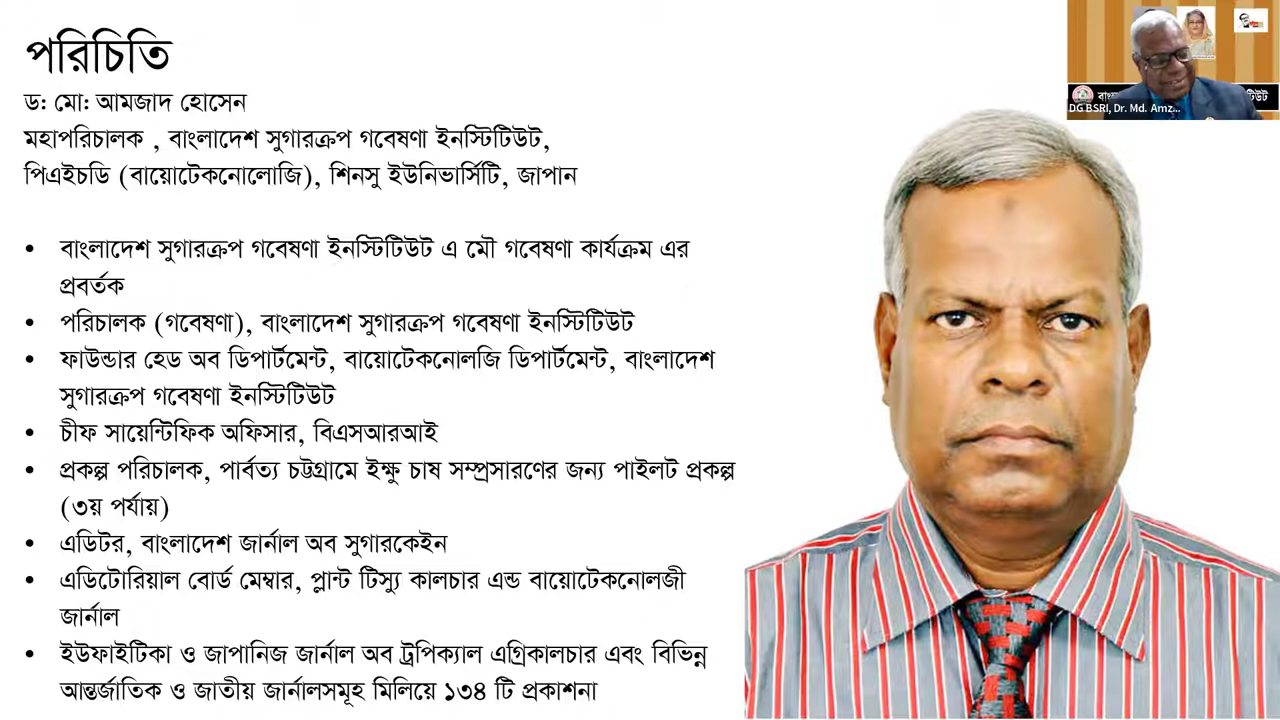 পরিচিতি
ড: মো: আমজাদ হোসেন
মহাপরিচালক , বাংলাদেশ সুগারক্রপ গবেষণা ইনস্টিটিউট,
পিএইচডি (বায়োটেকনোলোজি), শিনসু ইউনিভার্সিটি, জাপান
• বাংলাদেশ সুগারক্রপ গবেষণা ইনস্টিটিউট এ মৌ গবেষণা কার্যক্রম এর
প্রবর্তক
• পরিচালক (গবেষণা), বাংলাদেশ সুগারক্রপ গবেষণা ইনস্টিটিউট
• ফাউন্ডার হেড অব ডিপার্টমেন্ট, বায়োটেকনোলজি ডিপার্টমেন্ট, বাংলাদেশ
সুগারক্রপ গবেষণা ইনস্টিটিউট
• চীফ সায়েন্টিফিক অফিসার, বিএসআরআই
• প্রকল্প পরিচালক, পার্বত্য চট্টগ্রামে ইক্ষু চাষ সম্প্রসারণের জন্য পাইলট প্রকল্প
(৩য় পর্যায়)
• এডিটর, বাংলাদেশ জার্নাল অব সুগারকেইন
• এডিটোরিয়াল বোর্ড মেম্বার, প্লান্ট টিস্যু কালচার এন্ড বায়োটেকনোলজী
জার্নাল
• ইউফাইটিকা ও জাপানিজ জার্নাল অব ট্রপিক্যাল এগ্রিকালচার এবং বিভিন্ন
আন্তর্জাতিক ও জাতীয় জার্নালসমূহ মিলিয়ে ১৩৪ টি প্রকাশনা
DG BSRI, Dr. Md. Amz...